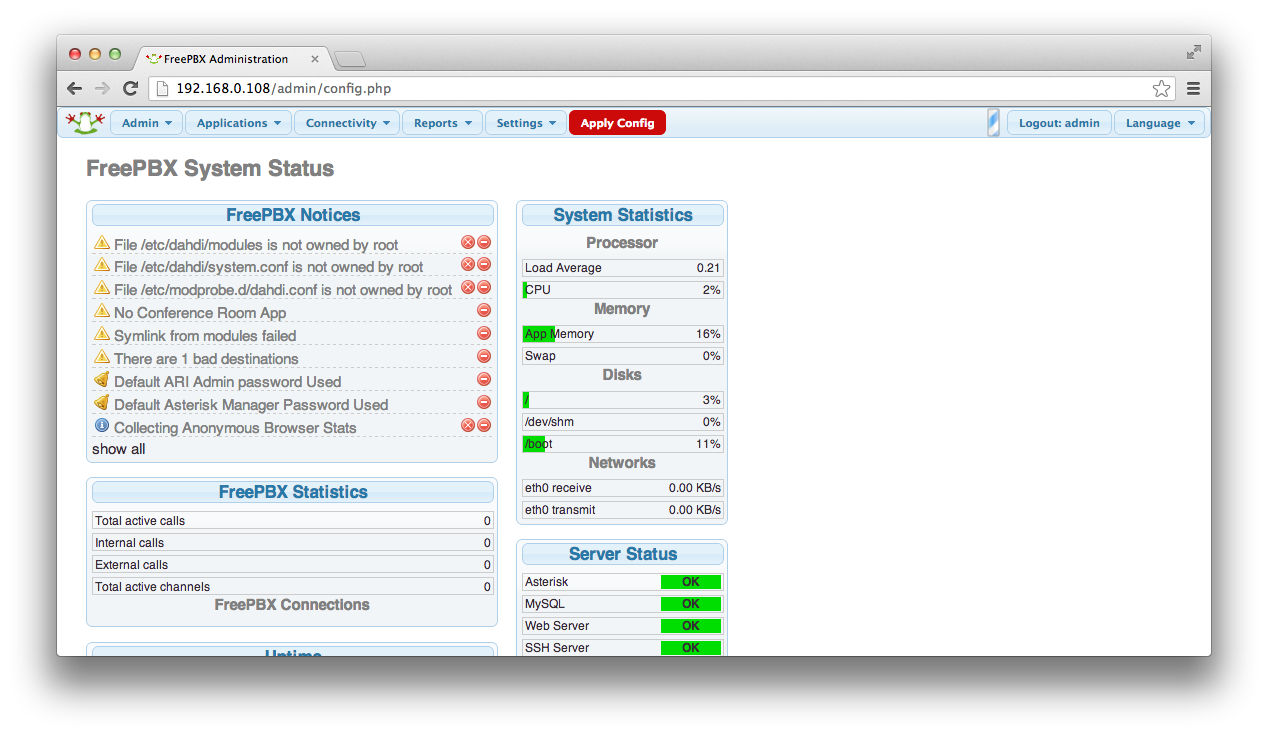 FreePBX Administration
192.168.0.108/admin/config.php
Admin Applications Connectivity Reports Settings Apply Config Logout: admin Language
FreePBX System Status
FreePBX Notices
File /etc/dahdi/modules is not owned by root
File /etc/dahdi/system.conf is not owned by root
File /etc/modprobe.d/dahdi.conf is not owned by root
No Conference Room App
Symlink from modules failed
There are 1 bad destinations
Default ARI Admin password Used
Default Asterisk Manager Password Used
Collecting Anonymous Browser Stats
show all
FreePBX Statistics
Total active calls 0
Internal calls 0
External calls 0
Total active channels 0
FreePBX Connections
Uptime
System Statistics
Processor
Load Average 0.21
CPU 2%
Memory
App Memory 16%
Swap 0%
Disks
/ 3%
/dev/shm 0%
/boot 11%
Networks
eth0 receive 0.00 KB/s
eth0 transmit 0.00 KB/s
Server Status
Asterisk OK
MySQL OK
Web Server OK
SSH Server OK